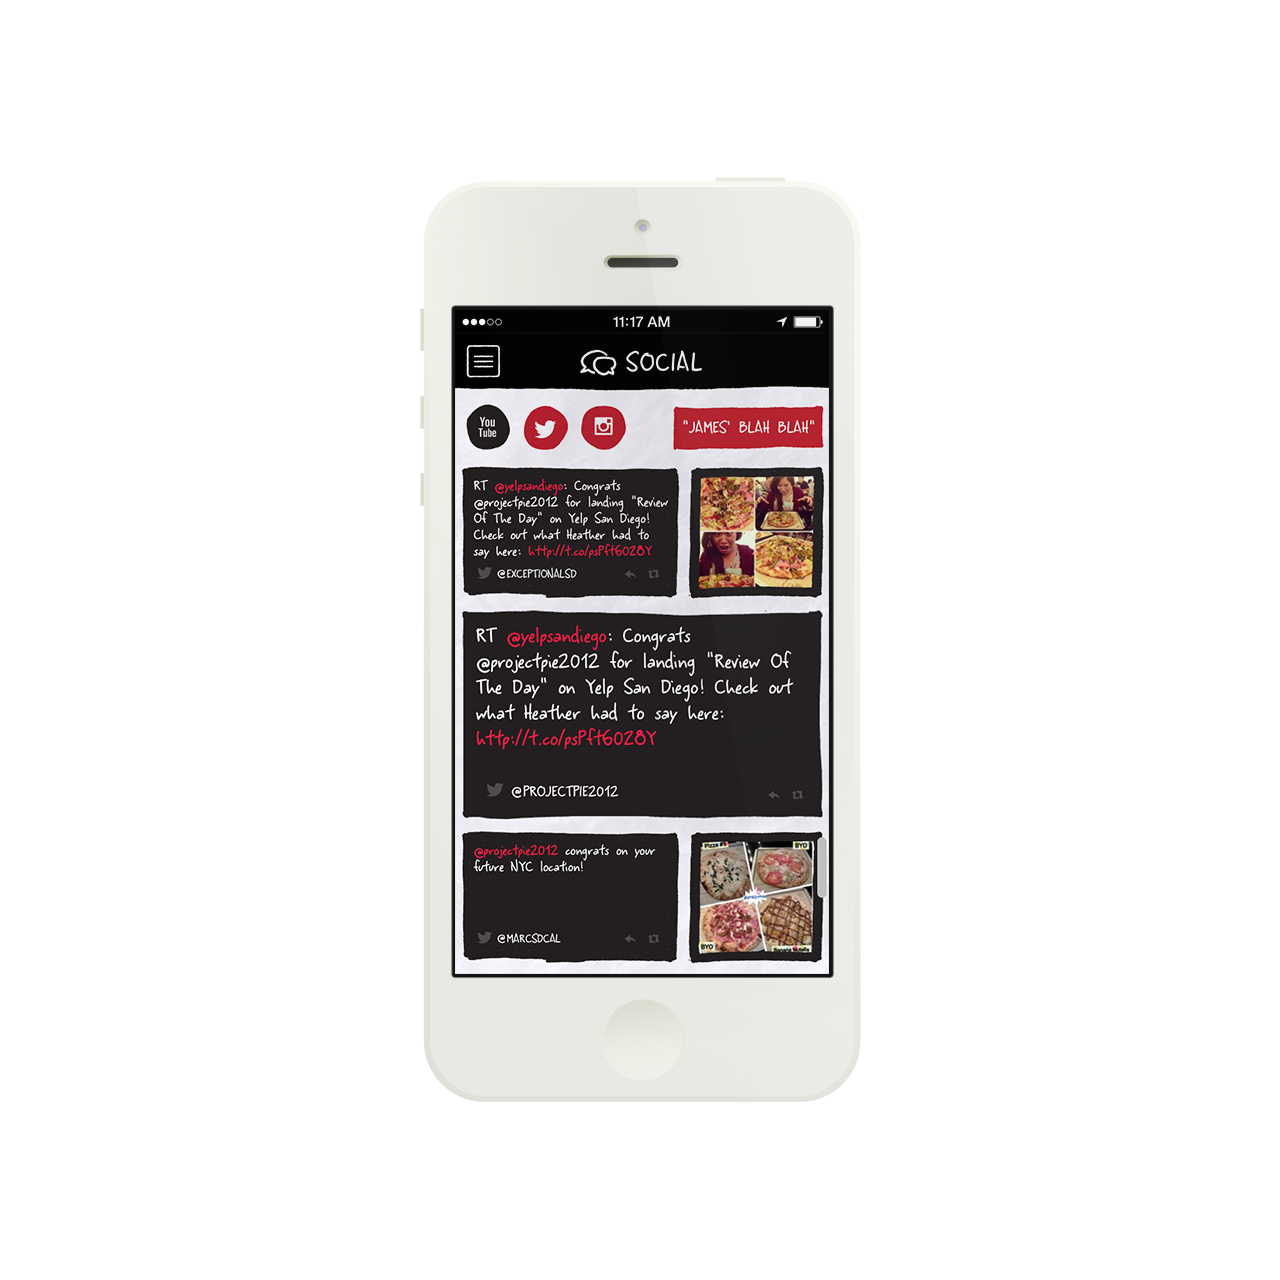 11:17 AM
SOCIAL
You
Tube
"JAMES' BLAH BLAH"
RT @yelpsandiego: Congrats
@projectpie2012 for landing "Review
Of The Day" on Yelp San Diego!
Check out what Heather had to
say here: http://t.co/psPft6O28Y
@EXCEPTIONALSD
RT @yelpsandiego: Congrats
@projectpie2012 for landing "Review Of
The Day" on Yelp San Diego! Check out
what Heather had to say here:
http://t.co/psPft6O28Y
@PROJECTPIE2012
@projectpie2012 congrats on your
future NYC location!
@MARCSDCAL
BYO
BYO